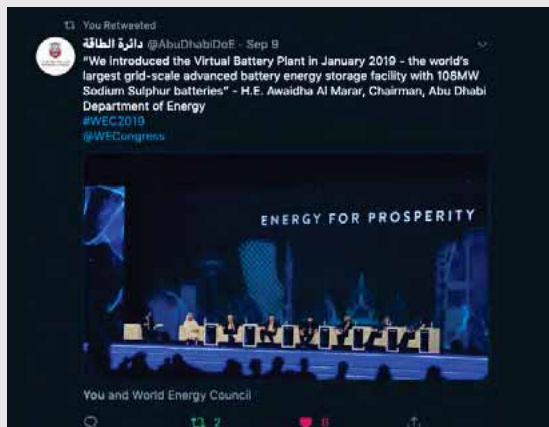 You Retweeted
دائرة الطاقة @AbuDhabiDoE - Sep 9
"We introduced the Virtual Battery Plant in January 2019 - the world's
largest grid-scale advanced battery energy storage facility with 108MW
Sodium Sulphur batteries" - H.E. Awaidha Al Marar, Chairman, Abu Dhabi
Department of Energy
#WEC2019
@WECongress
ENERGY FOR PROSPERITY
You and World Energy Council
2 8